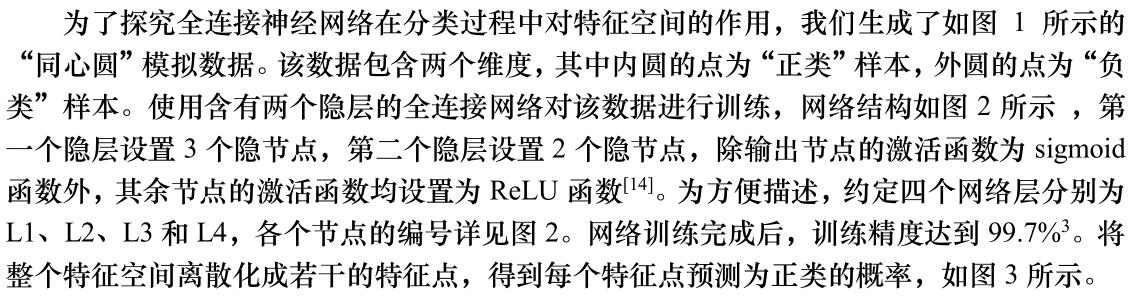 为了探究全连接神经网络在分类过程中对特征空间的作用，我们生成了如图 1 所示的
“同心圆”模拟数据。该数据包含两个维度，其中内圆的点为“正类”样本，外圆的点为“负
类”样本。使用含有两个隐层的全连接网络对该数据进行训练，网络结构如图 2 所示 ，第
一个隐层设置 3 个隐节点，第二个隐层设置 2 个隐节点，除输出节点的激活函数为 sigmoid
函数外，其余节点的激活函数均设置为 ReLU 函数[14]。为方便描述，约定四个网络层分别为
L1、L2、L3 和 L4，各个节点的编号详见图 2。网络训练完成后，训练精度达到 99.7%³。将
整个特征空间离散化成若干的特征点，得到每个特征点预测为正类的概率，如图 3 所示。